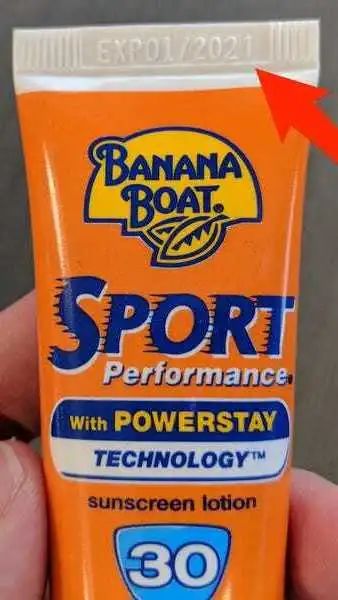 EXP01/2021
BANANA
BOAT®
SPORT
Performance®
With POWERSTAY
TECHNOLOGY™
sunscreen lotion
30